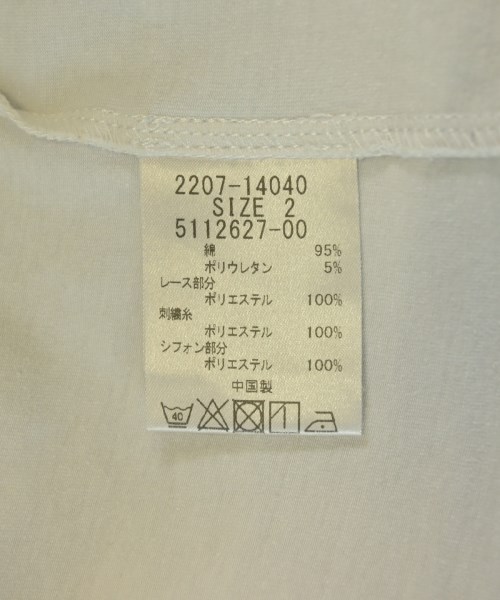 2207-14040
SIZE 2
5112627-00
綿 95%
ポリウレタン 5%
レース部分
ポリエステル 100%
刺繍糸
ポリエステル 100%
シフォン部分
ポリエステル 100%
中国製
40